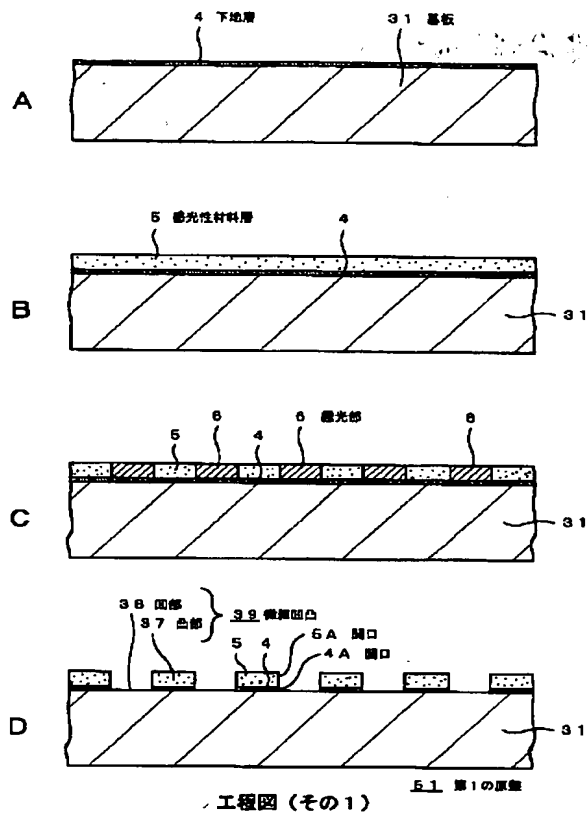 4 下地層
31 基板
A
5 感光性材料層
4
B
31
6
6 感光部
6
5
4
C
31
38 凹部
37 凸部
39 微細凹凸
5 4
5A 開口
4A 開口
D
31
51 第1の原盤
工程図(その1)